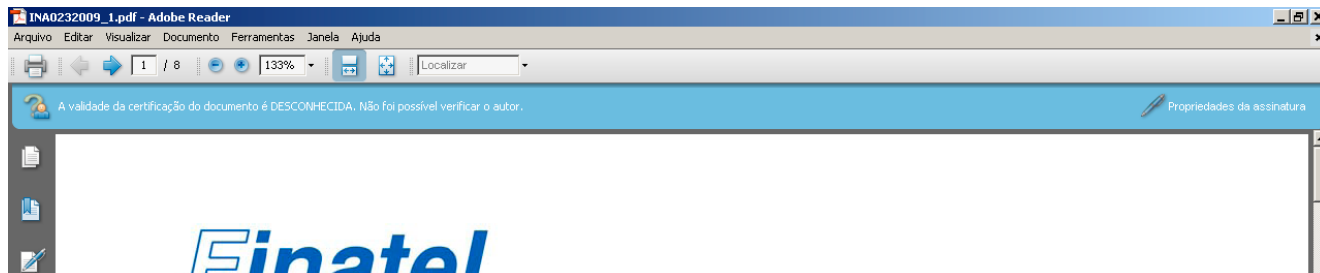 INA0232009_1.pdf - Adobe Reader
Arquivo Editar Visualizar Documento Ferramentas Janela Ajuda
1 / 8 133% Localizar
A validade da certificação do documento é DESCONHECIDA. Não foi possível verificar o autor. Propriedades da assinatura
Finatel